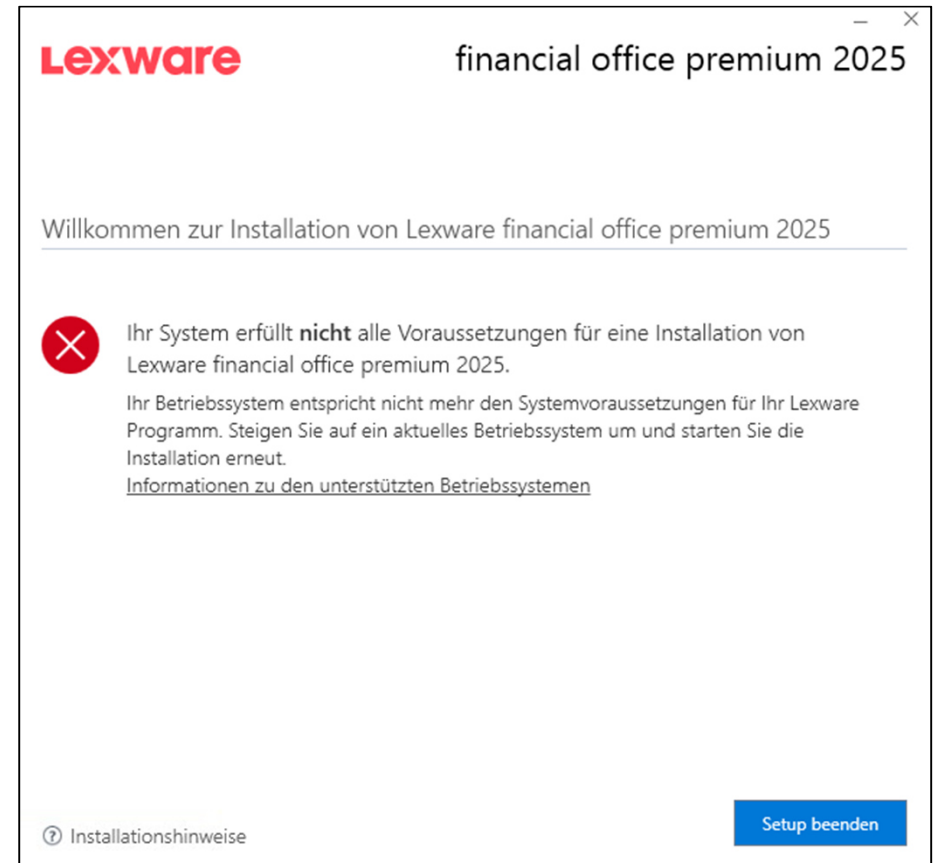 Lexware
financial office premium 2025
Willkommen zur Installation von Lexware financial office premium 2025
Ihr System erfüllt nicht alle Voraussetzungen für eine Installation von
Lexware financial office premium 2025.
Ihr Betriebssystem entspricht nicht mehr den Systemvoraussetzungen für Ihr Lexware
Programm. Steigen Sie auf ein aktuelles Betriebssystem um und starten Sie die
Installation erneut.
Informationen zu den unterstützten Betriebssystemen
Installationshinweise
Setup beenden